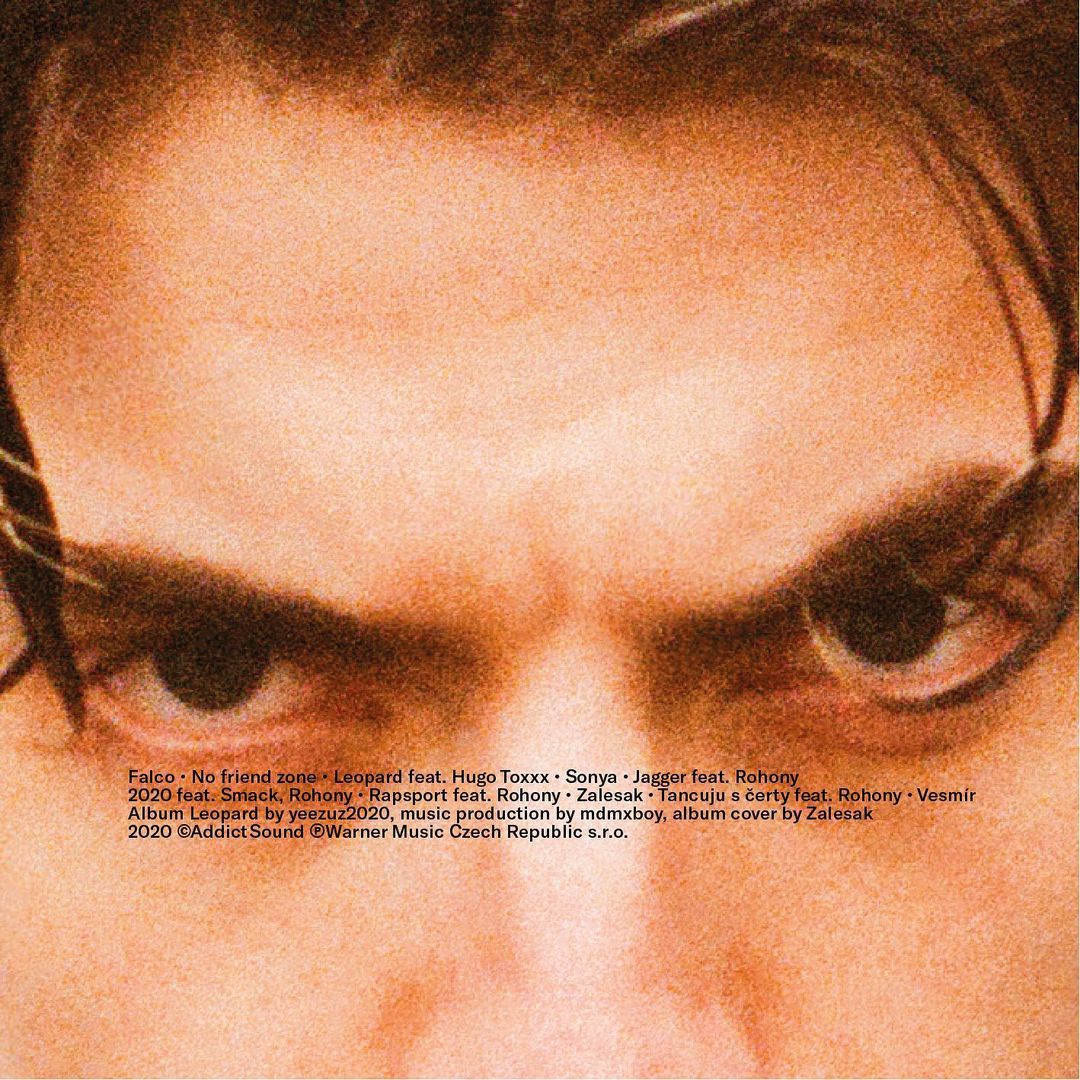 Falco • No friend zone • Leopard feat. Hugo Toxxx • Sonya • Jagger feat. Rohony
2020 feat. Smack, Rohony • Rapsport feat. Rohony • Zalesak • Tancuju s čerty feat. Rohony • Vesmír
Album Leopard by yeezuz2020, music production by mdmxboy, album cover by Zalesak
2020 ©AddictSound ℗Warner Music Czech Republic s.r.o.